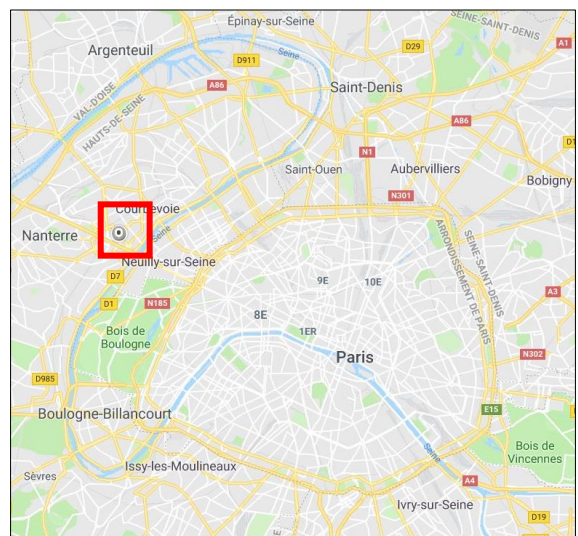 Épinay-sur-Seine
SEINE-SAINT-DENIS
Argenteuil
D29
A1
Seine
D911
A86
Saint-Denis
VAL-D'OISE
HAUTS-DE-SEINE
A86
D1
N1
Saint-Ouen
Aubervilliers
Bobigny
N301
Courbevoie
Nanterre
Seine
ARRONDISSEMENT DE PARIS
SEINE-SAINT-DENIS
Neuilly-sur-Seine
D7
9E
10E
A3
D1
N185
8E
1ER
Bois de
Boulogne
Paris
N302
D985
Boulogne-Billancourt
E15
Seine
Bois de
Vincennes
Issy-les-Moulineaux
Sèvres
A4
Ivry-sur-Seine
D19